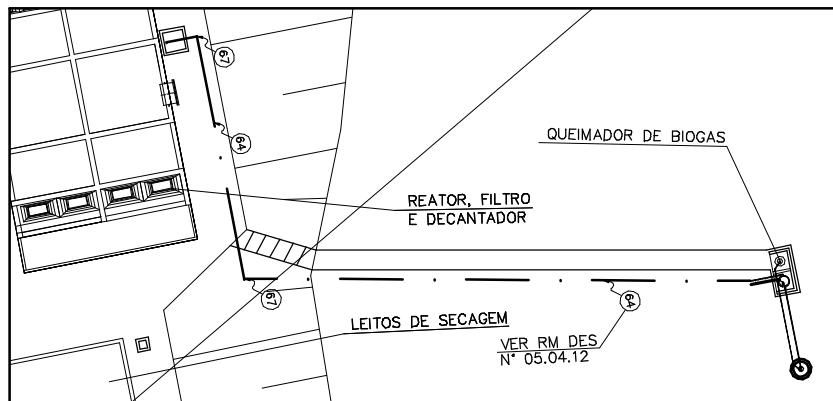 67
64
QUEIMADOR DE BIOGAS
REATOR, FILTRO
E DECANTADOR
67
64
LEITOS DE SECAGEM
VER RM DES
N° 05.04.12